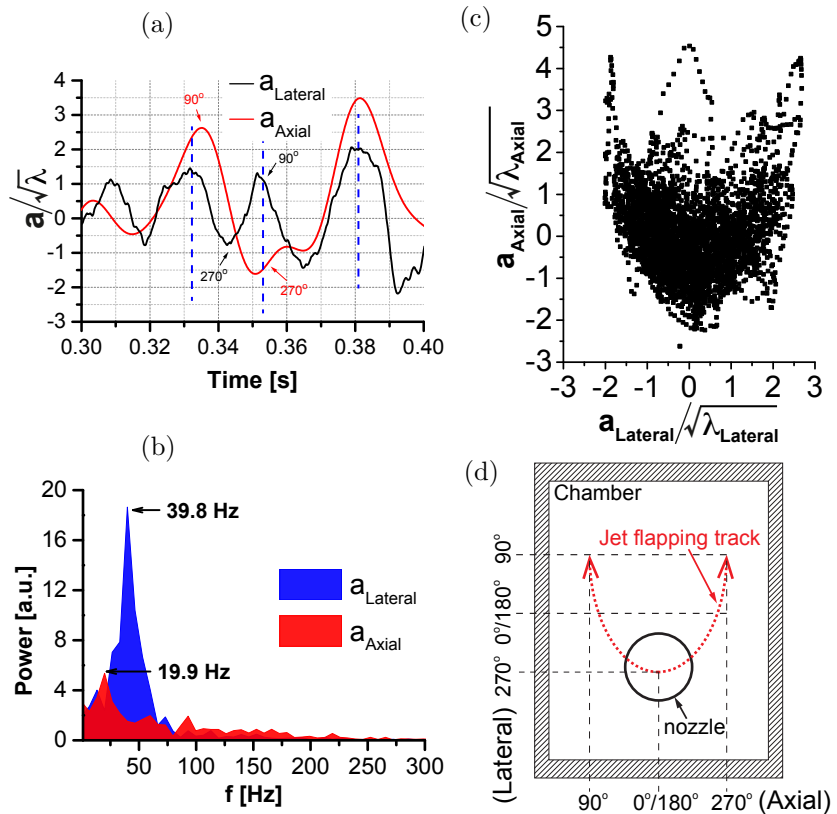 (a)
a_Lateral
a_Axial
90°
90°
270°
270°
4
3
2
1
0
-1
-2
-3
a/√λ
0.30 0.32 0.34 0.36 0.38 0.40
Time [s]
(b)
20
16
12
8
4
0
Power [a.u.]
39.8 Hz
19.9 Hz
a_Lateral
a_Axial
50 100 150 200 250 300
f [Hz]
(c)
5
4
3
2
1
0
-1
-2
-3
a_Axial/√λ_Axial
-3 -2 -1 0 1 2 3
a_Lateral/√λ_Lateral
(d)
Chamber
Jet flapping track
nozzle
90°
0°/180°
270°
(Lateral)
90° 0°/180° 270° (Axial)